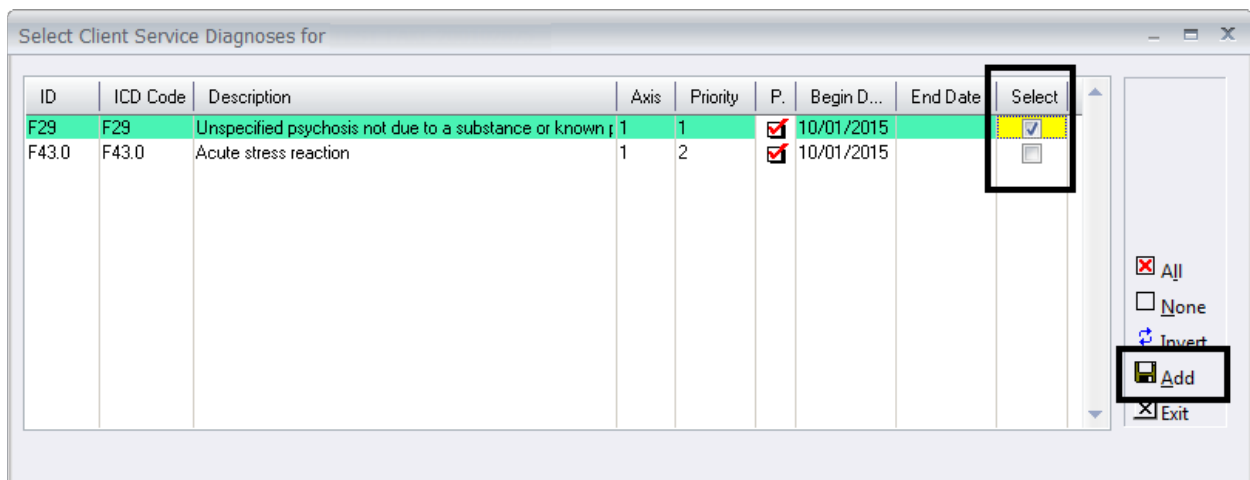 Select Client Service Diagnoses for
ID ICD Code Description Axis Priority P. Begin D... End Date Select
F29 F29 Unspecified psychosis not due to a substance or known p 1 1 10/01/2015
F43.0 F43.0 Acute stress reaction 1 2 10/01/2015
All
None
Invert
Add
Exit